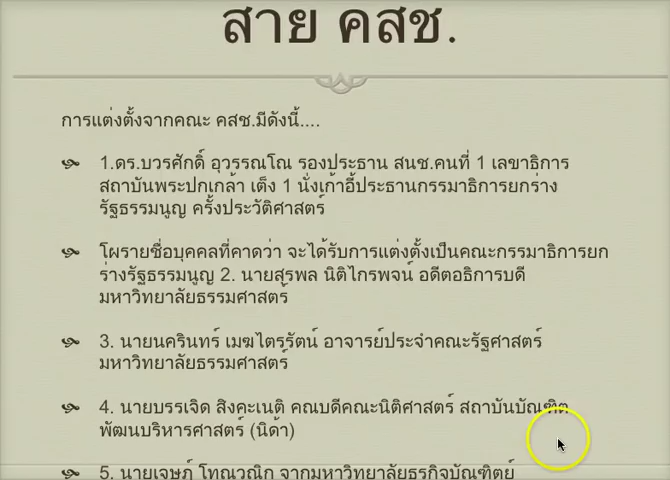 สาย คสช.
การแต่งตั้งจากคณะ คสช.มีดังนี้....
1.ดร.บวรศักดิ์ อุวรรณโณ รองประธาน สนช.คนที่ 1 เลขาธิการ
สถาบันพระปกเกล้า เต็ง 1 นั่งเก้าอี้ประธานกรรมาธิการยกร่าง
รัฐธรรมนูญ ครั้งประวัติศาสตร์
โผรายชื่อบุคคลที่คาดว่า จะได้รับการแต่งตั้งเป็นคณะกรรมาธิการยก
ร่างรัฐธรรมนูญ 2. นายสุรพล นิติไกรพจน์ อดีตอธิการบดี
มหาวิทยาลัยธรรมศาสตร์
3. นายนครินทร์ เมฆไตรรัตน์ อาจารย์ประจำคณะรัฐศาสตร์
มหาวิทยาลัยธรรมศาสตร์
4. นายบรรเจิด สิงคะเนติ คณบดีคณะนิติศาสตร์ สถาบันบัณฑิต
พัฒนบริหารศาสตร์ (นิด้า)
5. นายเจษฎ์ โทณวณิก จากมหาวิทยาลัยธุรกิจบัณฑิตย์